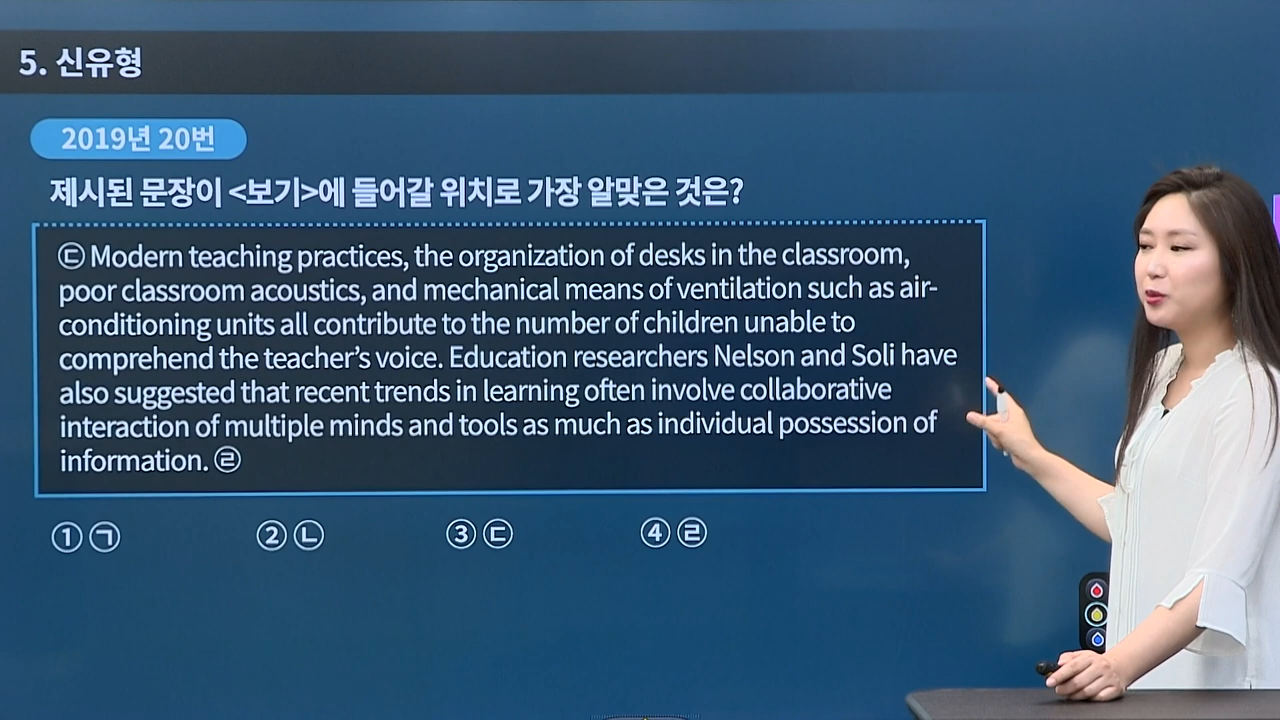 5. 신유형
2019년 20번
제시된 문장이 <보기>에 들어갈 위치로 가장 알맞은 것은?
㉢ Modern teaching practices, the organization of desks in the classroom,
poor classroom acoustics, and mechanical means of ventilation such as air-
conditioning units all contribute to the number of children unable to
comprehend the teacher’s voice. Education researchers Nelson and Soli have
also suggested that recent trends in learning often involve collaborative
interaction of multiple minds and tools as much as individual possession of
information. ㉣
① ㉠ ② ㉡ ③ ㉢ ④ ㉣